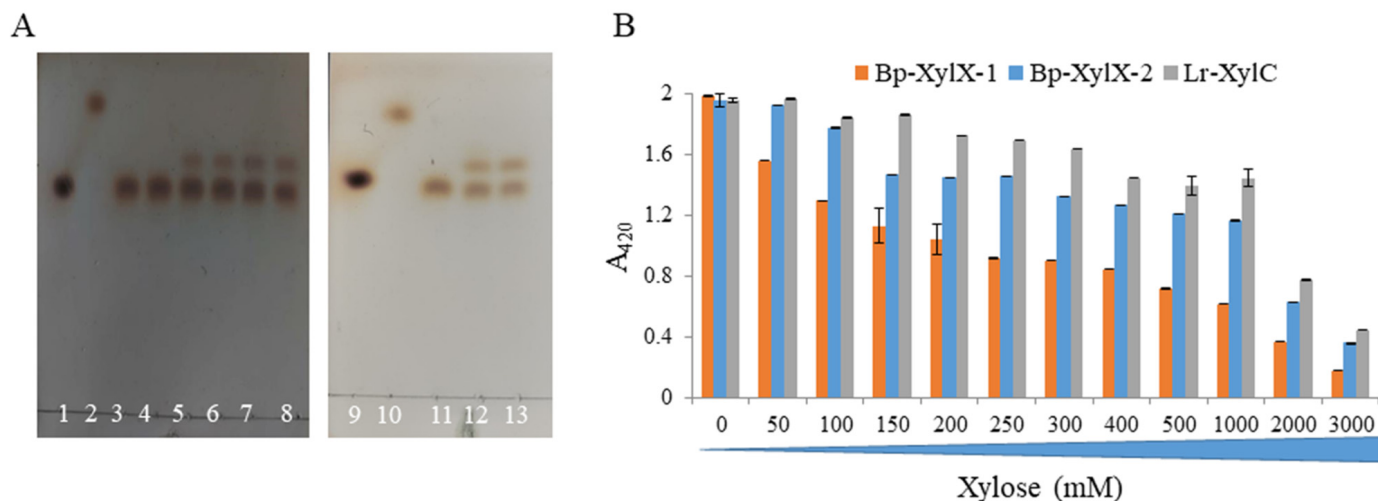 A
1 2 3 4 5 6 7 8
9 10 11 12 13
B
Bp-XylX-1 Bp-XylX-2 Lr-XylC
2
1.6
1.2
0.8
0.4
0
A420
0 50 100 150 200 250 300 400 500 1000 2000 3000
Xylose (mM)